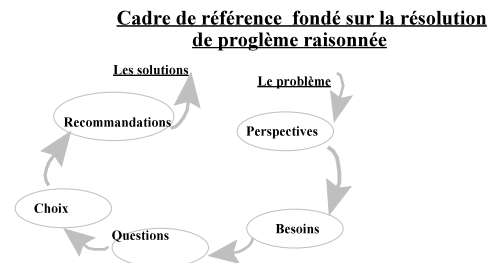 Cadre de référence fondé sur la résolution
de proglème raisonnée
Les solutions
Le problème
Recommandations
Perspectives
Choix
Besoins
Questions